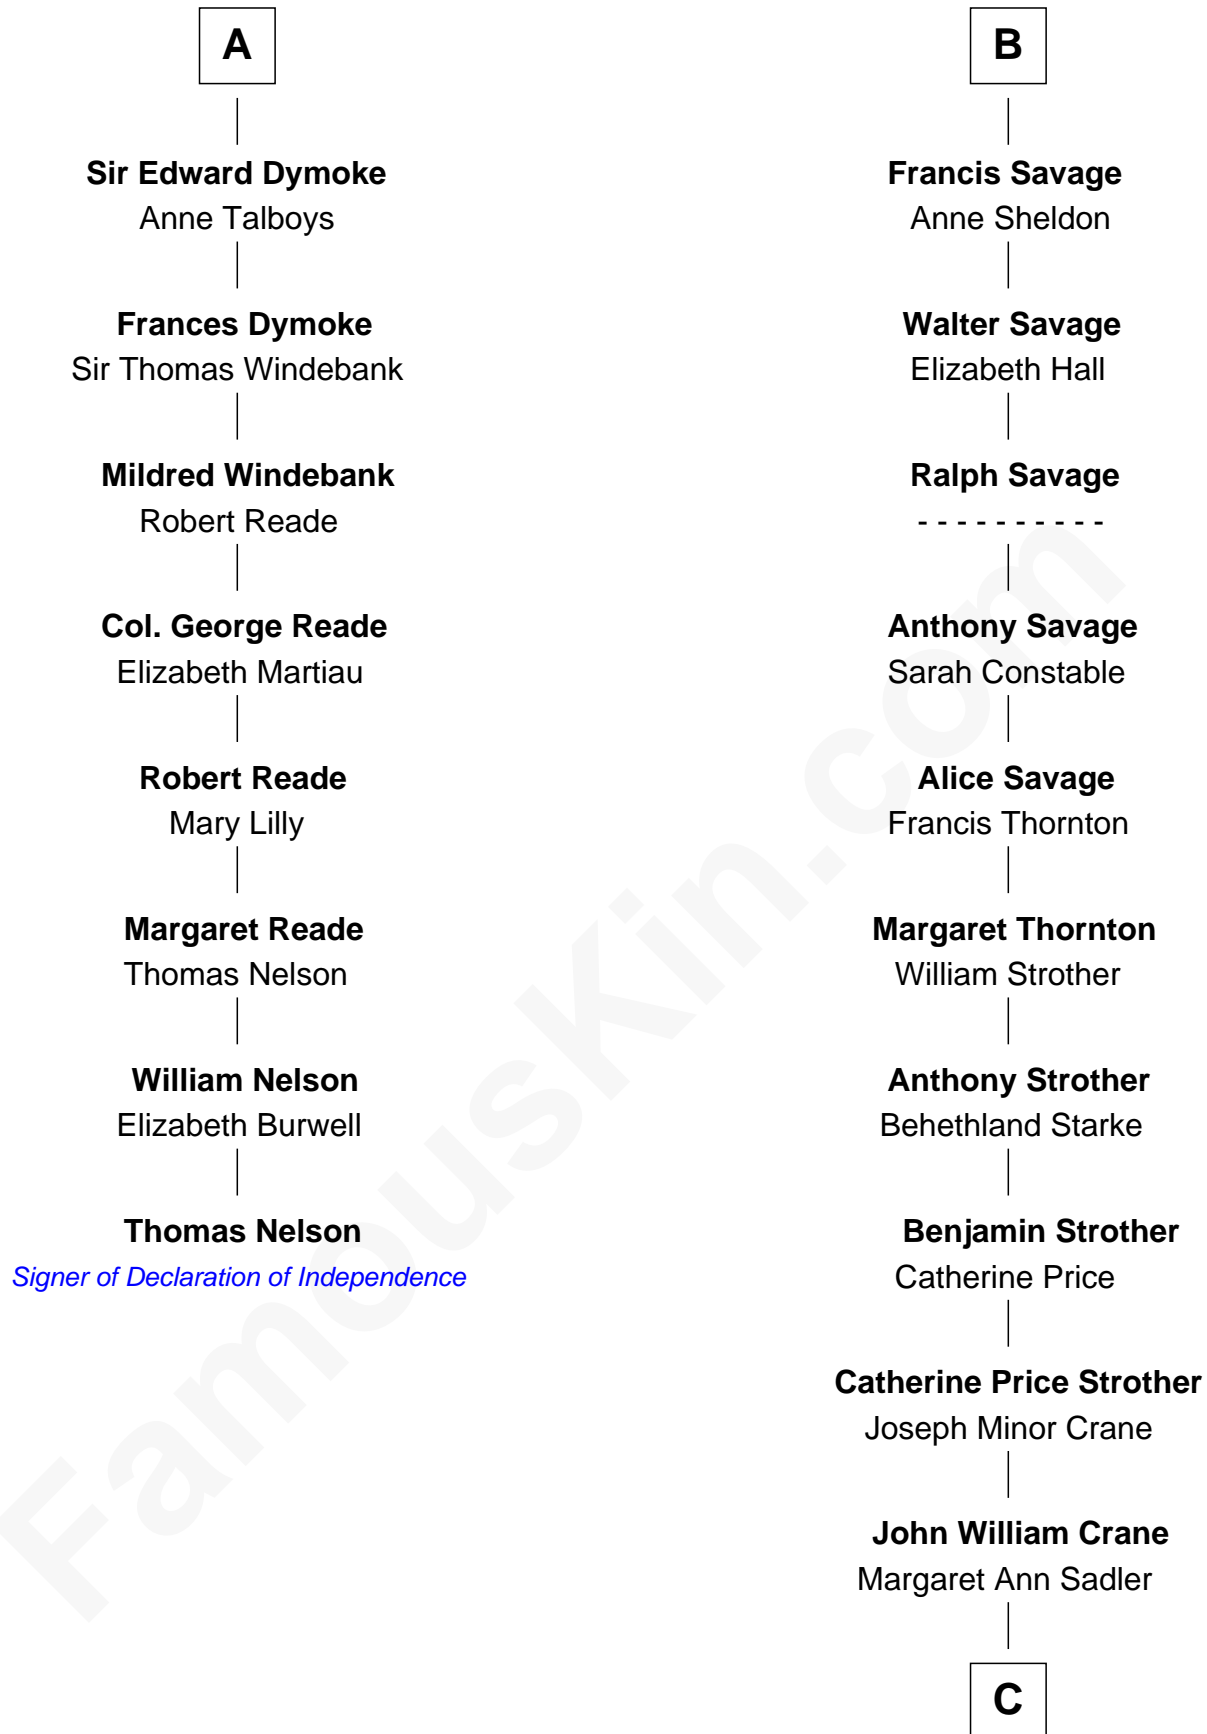 A
Sir Edward Dymoke
Anne Talboys
Frances Dymoke
Sir Thomas Windebank
Mildred Windebank
Robert Reade
Col. George Reade
Elizabeth Martiau
Robert Reade
Mary Lilly
Margaret Reade
Thomas Nelson
William Nelson
Elizabeth Burwell
Thomas Nelson
Signer of Declaration of Independence
B
Francis Savage
Anne Sheldon
Walter Savage
Elizabeth Hall
Ralph Savage
- - - - - - - - - -
Anthony Savage
Sarah Constable
Alice Savage
Francis Thornton
Margaret Thornton
William Strother
Anthony Strother
Behethland Starke
Benjamin Strother
Catherine Price
Catherine Price Strother
Joseph Minor Crane
John William Crane
Margaret Ann Sadler
C
FamousKin.com